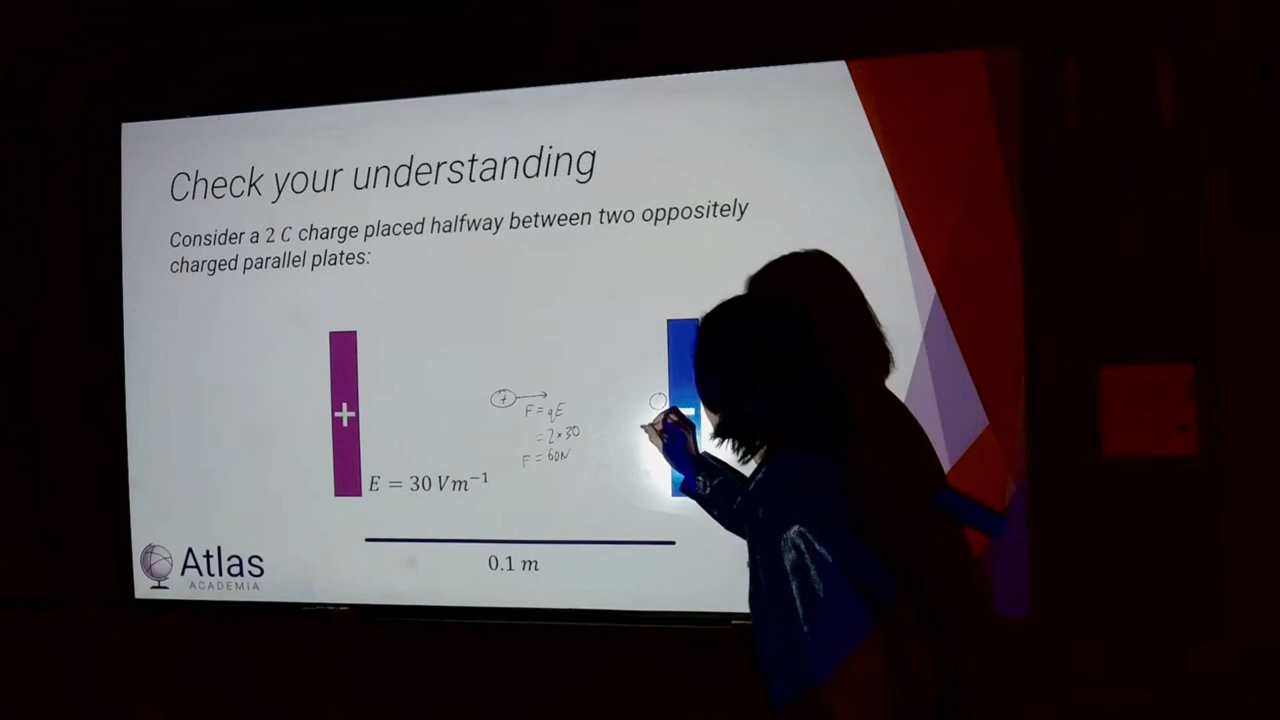 Check your understanding
Consider a 2 C charge placed halfway between two oppositely
charged parallel plates:
+
+
F = qE
= 2×30
F = 60N
E = 30 Vm⁻¹
0.1 m
Atlas
ACADEMIA